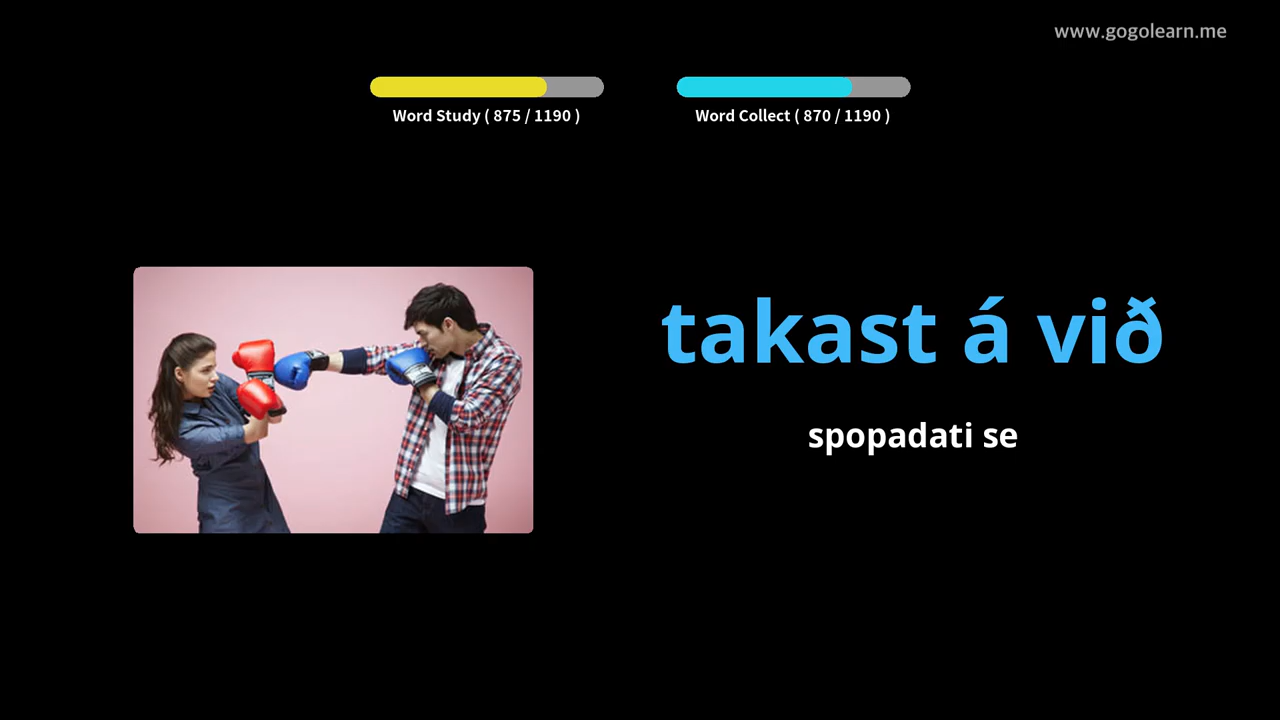 www.gogolearn.me
Word Study ( 875 / 1190 )
Word Collect ( 870 / 1190 )
takast á við
spopadati se